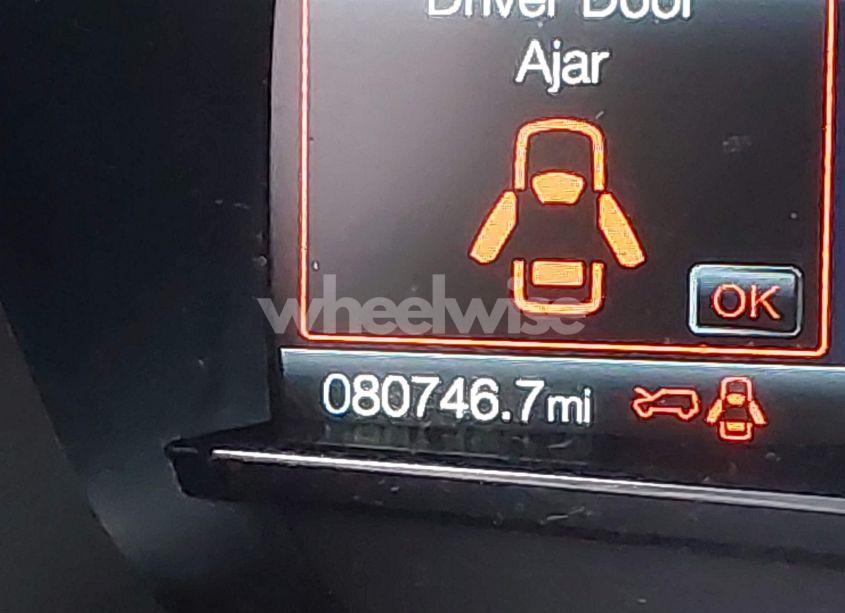 Driver Door
Ajar
OK
wheelwise
080746.7mi